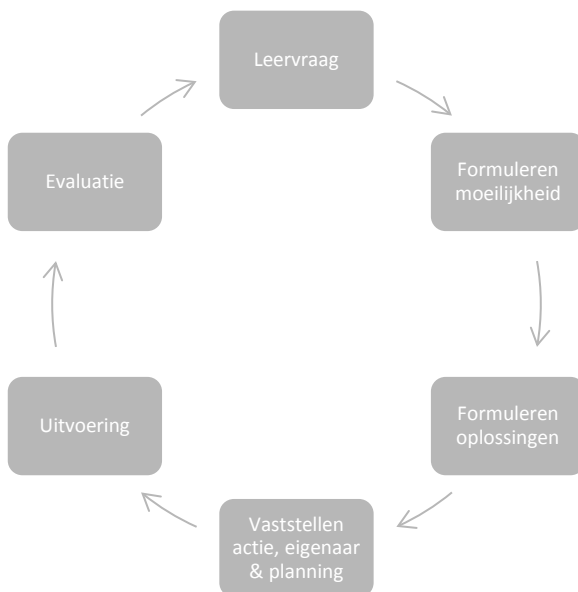 Leervraag
Formuleren
moeilijkheid
Formuleren
oplossingen
Vaststellen
actie, eigenaar
& planning
Uitvoering
Evaluatie